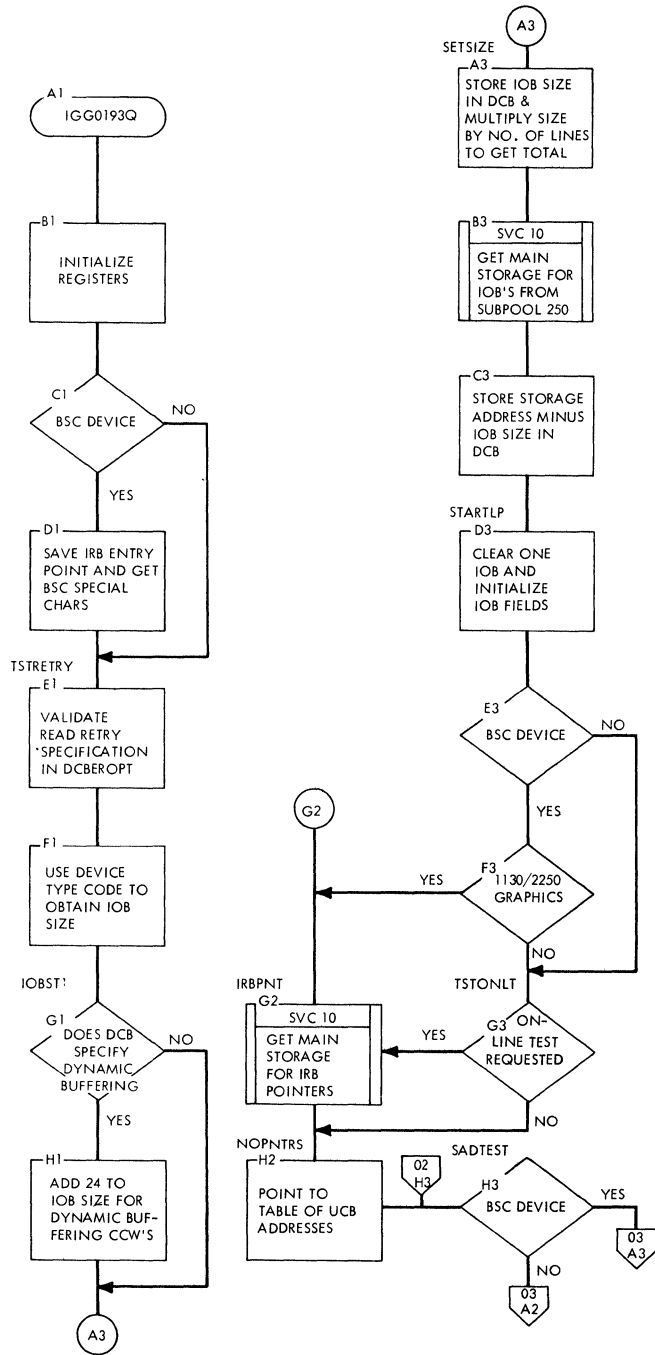 A1
IGG0193Q
B1
INITIALIZE
REGISTERS
C1
BSC DEVICE
NO
YES
D1
SAVE IRB ENTRY
POINT AND GET
BSC SPECIAL
CHARS
TSTRETRY
E1
VALIDATE
READ RETRY
SPECIFICATION
IN DCBEROPT
F1
USE DEVICE
TYPE CODE TO
OBTAIN IOB
SIZE
IOBST1
G1
DOES DCB
SPECIFY
DYNAMIC
BUFFERING
NO
YES
H1
ADD 24 TO
IOB SIZE FOR
DYNAMIC BUF-
FERING CCW'S
A3
A3
SETSIZE
A3
STORE IOB SIZE
IN DCB &
MULTIPLY SIZE
BY NO. OF LINES
TO GET TOTAL
B3
SVC 10
GET MAIN
STORAGE FOR
IOB'S FROM
SUBPOOL 250
C3
STORE STORAGE
ADDRESS MINUS
IOB SIZE IN
DCB
STARTLP
D3
CLEAR ONE
IOB AND
INITIALIZE
IOB FIELDS
E3
BSC DEVICE
NO
YES
G2
F3
1130/2250
GRAPHICS
YES
NO
TSTONLT
IRBPNT
G2
SVC 10
GET MAIN
STORAGE
FOR IRB
POINTERS
G3
ON-
LINE TEST
REQUESTED
YES
NO
NOPNTRS
H2
POINT TO
TABLE OF UCB
ADDRESSES
02
H3
SADTEST
H3
BSC DEVICE
YES
03
A3
NO
03
A2